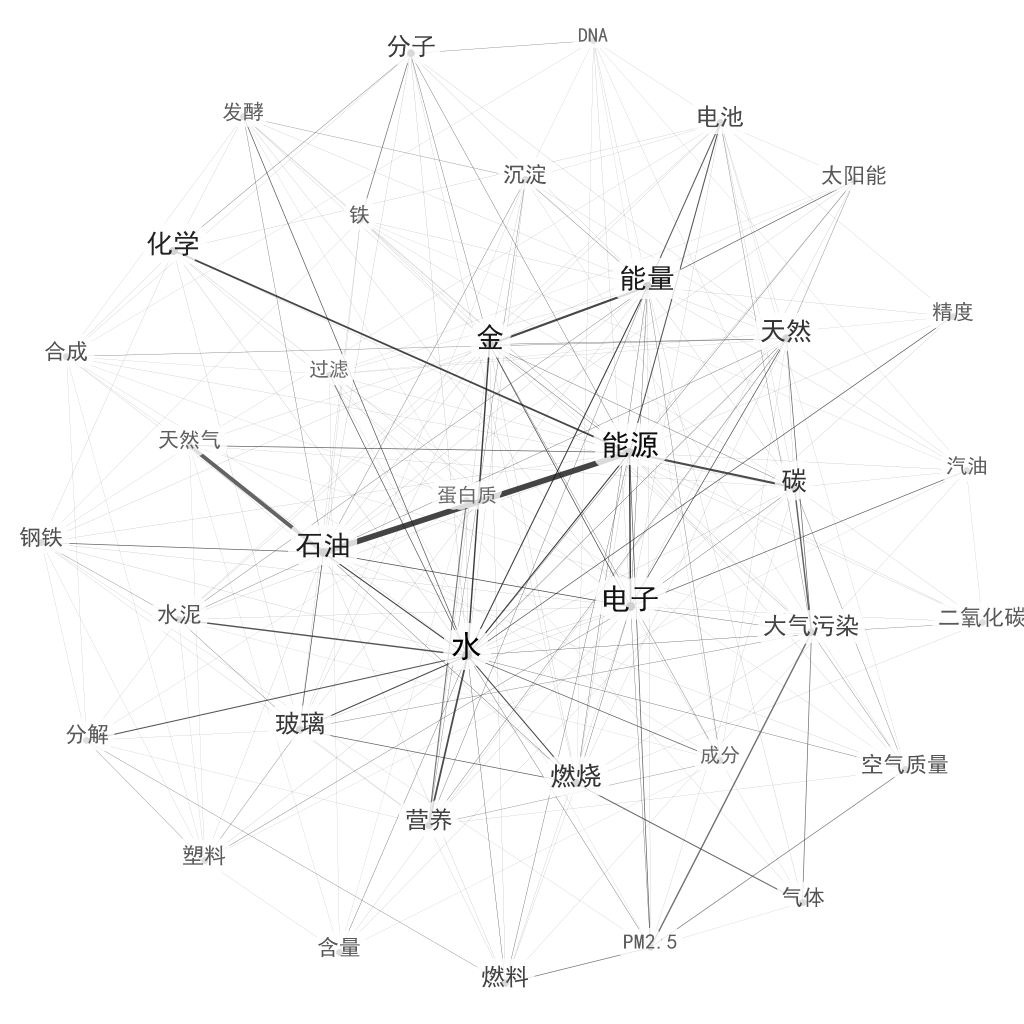 DNA
分子
发酵
电池
沉淀
太阳能
铁
化学
能量
精度
天然
金
合成
过滤
天然气
能源
汽油
碳
蛋白质
钢铁
石油
电子
水泥
二氧化碳
大气污染
水
玻璃
分解
成分
空气质量
燃烧
营养
塑料
气体
PM2.5
含量
燃料